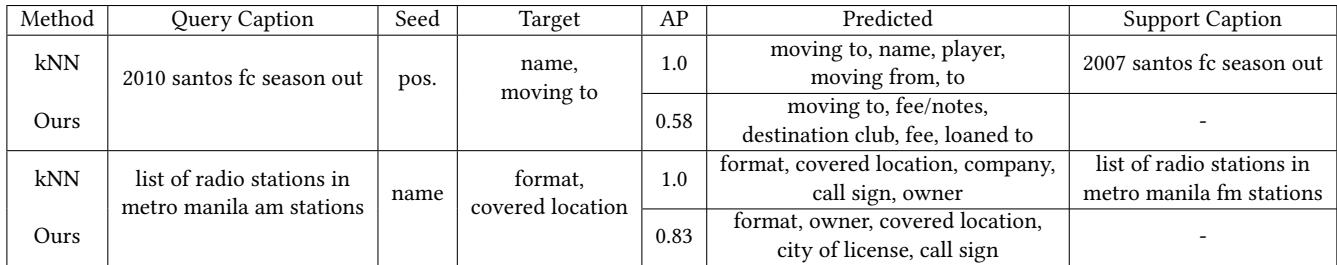 Method Query Caption Seed Target AP Predicted Support Caption
kNN 2010 santos fc season out pos. name, moving to 1.0 moving to, name, player, moving from, to 2007 santos fc season out
Ours 0.58 moving to, fee/notes, destination club, fee, loaned to -
kNN list of radio stations in metro manila am stations name format, covered location 1.0 format, covered location, company, call sign, owner list of radio stations in metro manila fm stations
Ours 0.83 format, owner, covered location, city of license, call sign -